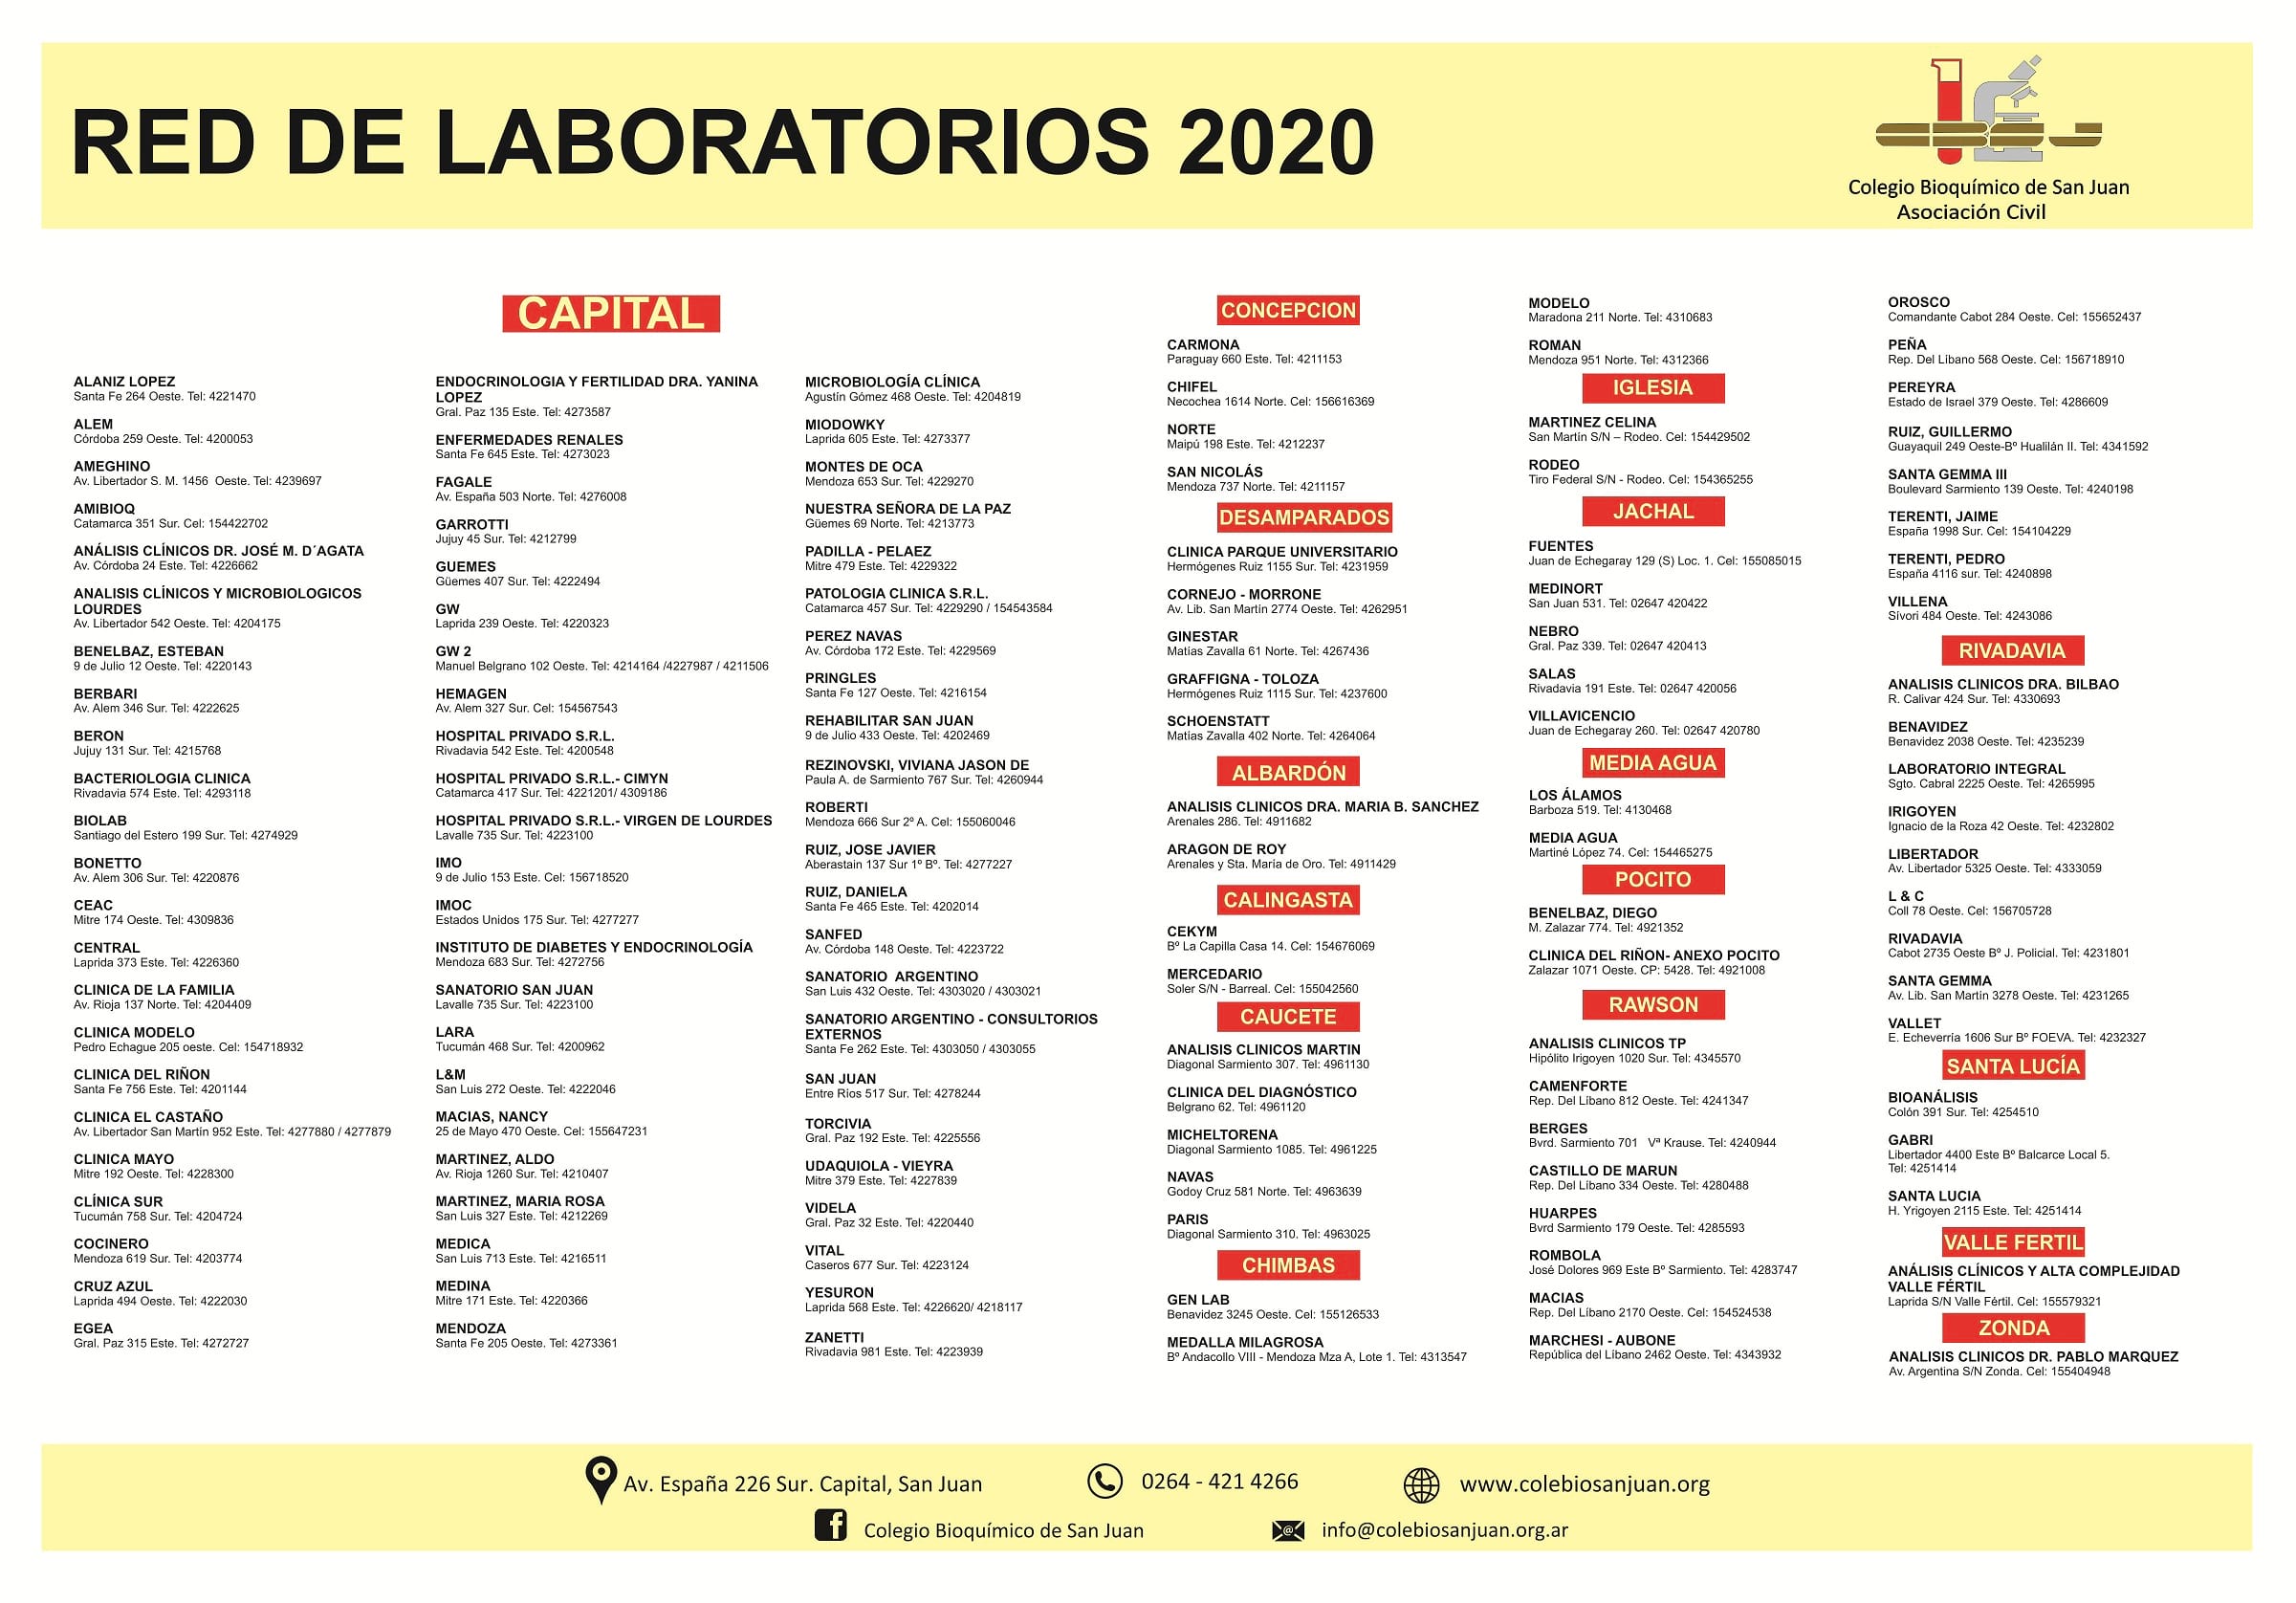 RED DE LABORATORIOS 2020
Colegio Bioquímico de San Juan
Asociación Civil
CAPITAL
ALANIZ LOPEZ
Santa Fe 264 Oeste. Tel: 4221470
ALEM
Córdoba 259 Oeste. Tel: 4200053
AMEGHINO
Av. Libertador S. M. 1456 Oeste. Tel: 4239697
AMIBIOQ
Catamarca 351 Sur. Cel: 154422702
ANÁLISIS CLÍNICOS DR. JOSÉ M. D´AGATA
Av. Córdoba 24 Este. Tel: 4226662
ANALISIS CLÍNICOS Y MICROBIOLOGICOS
LOURDES
Av. Libertador 542 Oeste. Tel: 4204175
BENELBAZ, ESTEBAN
9 de Julio 12 Oeste. Tel: 4220143
BERBARI
Av. Alem 346 Sur. Tel: 4222625
BERON
Jujuy 131 Sur. Tel: 4215768
BACTERIOLOGIA CLINICA
Rivadavia 574 Este. Tel: 4293118
BIOLAB
Santiago del Estero 199 Sur. Tel: 4274929
BONETTO
Av. Alem 306 Sur. Tel: 4220876
CEAC
Mitre 174 Oeste. Tel: 4309836
CENTRAL
Laprida 373 Este. Tel: 4226360
CLINICA DE LA FAMILIA
Av. Rioja 137 Norte. Tel: 4204409
CLINICA MODELO
Pedro Echague 205 oeste. Cel: 154718932
CLINICA DEL RIÑON
Santa Fe 756 Este. Tel: 4201144
CLINICA EL CASTAÑO
Av. Libertador San Martín 952 Este. Tel: 4277880 / 4277879
CLINICA MAYO
Mitre 192 Oeste. Tel: 4228300
CLÍNICA SUR
Tucumán 758 Sur. Tel: 4204724
COCINERO
Mendoza 619 Sur. Tel: 4203774
CRUZ AZUL
Laprida 494 Oeste. Tel: 4222030
EGEA
Gral. Paz 315 Este. Tel: 4272727
ENDOCRINOLOGIA Y FERTILIDAD DRA. YANINA
LOPEZ
Gral. Paz 135 Este. Tel: 4273587
ENFERMEDADES RENALES
Santa Fe 645 Este. Tel: 4273023
FAGALE
Av. España 503 Norte. Tel: 4276008
GARROTTI
Jujuy 45 Sur. Tel: 4212799
GUEMES
Güemes 407 Sur. Tel: 4222494
GW
Laprida 239 Oeste. Tel: 4220323
GW 2
Manuel Belgrano 102 Oeste. Tel: 4214164 /4227987 / 4211506
HEMAGEN
Av. Alem 327 Sur. Cel: 154567543
HOSPITAL PRIVADO S.R.L.
Rivadavia 542 Este. Tel: 4200548
HOSPITAL PRIVADO S.R.L.- CIMYN
Catamarca 417 Sur. Tel: 4221201/ 4309186
HOSPITAL PRIVADO S.R.L.- VIRGEN DE LOURDES
Lavalle 735 Sur. Tel: 4223100
IMO
9 de Julio 153 Este. Cel: 156718520
IMOC
Estados Unidos 175 Sur. Tel: 4277277
INSTITUTO DE DIABETES Y ENDOCRINOLOGÍA
Mendoza 683 Sur. Tel: 4272756
SANATORIO SAN JUAN
Lavalle 735 Sur. Tel: 4223100
LARA
Tucumán 468 Sur. Tel: 4200962
L&M
San Luis 272 Oeste. Tel: 4222046
MACIAS, NANCY
25 de Mayo 470 Oeste. Cel: 155647231
MARTINEZ, ALDO
Av. Rioja 1260 Sur. Tel: 4210407
MARTINEZ, MARIA ROSA
San Luis 327 Este. Tel: 4212269
MEDICA
San Luis 713 Este. Tel: 4216511
MEDINA
Mitre 171 Este. Tel: 4220366
MENDOZA
Santa Fe 205 Oeste. Tel: 4273361
MICROBIOLOGÍA CLÍNICA
Agustín Gómez 468 Oeste. Tel: 4204819
MIODOWKY
Laprida 605 Este. Tel: 4273377
MONTES DE OCA
Mendoza 653 Sur. Tel: 4229270
NUESTRA SEÑORA DE LA PAZ
Güemes 69 Norte. Tel: 4213773
PADILLA - PELAEZ
Mitre 479 Este. Tel: 4229322
PATOLOGIA CLINICA S.R.L.
Catamarca 457 Sur. Tel: 4229290 / 154543584
PEREZ NAVAS
Av. Córdoba 172 Este. Tel: 4229569
PRINGLES
Santa Fe 127 Oeste. Tel: 4216154
REHABILITAR SAN JUAN
9 de Julio 433 Oeste. Tel: 4202469
REZINOVSKI, VIVIANA JASON DE
Paula A. de Sarmiento 767 Sur. Tel: 4260944
ROBERTI
Mendoza 666 Sur 2º A. Cel: 155060046
RUIZ, JOSE JAVIER
Aberastain 137 Sur 1º Bº. Tel: 4277227
RUIZ, DANIELA
Santa Fe 465 Este. Tel: 4202014
SANFED
Av. Córdoba 148 Oeste. Tel: 4223722
SANATORIO ARGENTINO
San Luis 432 Oeste. Tel: 4303020 / 4303021
SANATORIO ARGENTINO - CONSULTORIOS
EXTERNOS
Santa Fe 262 Este. Tel: 4303050 / 4303055
SAN JUAN
Entre Ríos 517 Sur. Tel: 4278244
TORCIVIA
Gral. Paz 192 Este. Tel: 4225556
UDAQUIOLA - VIEYRA
Mitre 379 Este. Tel: 4227839
VIDELA
Gral. Paz 32 Este. Tel: 4220440
VITAL
Caseros 677 Sur. Tel: 4223124
YESURON
Laprida 568 Este. Tel: 4226620/ 4218117
ZANETTI
Rivadavia 981 Este. Tel: 4223939
CONCEPCION
CARMONA
Paraguay 660 Este. Tel: 4211153
CHIFEL
Necochea 1614 Norte. Cel: 156616369
NORTE
Maipú 198 Este. Tel: 4212237
SAN NICOLÁS
Mendoza 737 Norte. Tel: 4211157
DESAMPARADOS
CLINICA PARQUE UNIVERSITARIO
Hermógenes Ruiz 1155 Sur. Tel: 4231959
CORNEJO - MORRONE
Av. Lib. San Martín 2774 Oeste. Tel: 4262951
GINESTAR
Matías Zavalla 61 Norte. Tel: 4267436
GRAFFIGNA - TOLOZA
Hermógenes Ruiz 1115 Sur. Tel: 4237600
SCHOENSTATT
Matías Zavalla 402 Norte. Tel: 4264064
ALBARDÓN
ANALISIS CLINICOS DRA. MARIA B. SANCHEZ
Arenales 286. Tel: 4911682
ARAGON DE ROY
Arenales y Sta. María de Oro. Tel: 4911429
CALINGASTA
CEKYM
Bº La Capilla Casa 14. Cel: 154676069
MERCEDARIO
Soler S/N - Barreal. Cel: 155042560
CAUCETE
ANALISIS CLINICOS MARTIN
Diagonal Sarmiento 307. Tel: 4961130
CLINICA DEL DIAGNÓSTICO
Belgrano 62. Tel: 4961120
MICHELTORENA
Diagonal Sarmiento 1085. Tel: 4961225
NAVAS
Godoy Cruz 581 Norte. Tel: 4963639
PARIS
Diagonal Sarmiento 310. Tel: 4963025
CHIMBAS
GEN LAB
Benavidez 3245 Oeste. Cel: 155126533
MEDALLA MILAGROSA
Bº Andacollo VIII - Mendoza Mza A, Lote 1. Tel: 4313547
MODELO
Maradona 211 Norte. Tel: 4310683
ROMAN
Mendoza 951 Norte. Tel: 4312366
IGLESIA
MARTINEZ CELINA
San Martín S/N – Rodeo. Cel: 154429502
RODEO
Tiro Federal S/N - Rodeo. Cel: 154365255
JACHAL
FUENTES
Juan de Echegaray 129 (S) Loc. 1. Cel: 155085015
MEDINORT
San Juan 531. Tel: 02647 420422
NEBRO
Gral. Paz 339. Tel: 02647 420413
SALAS
Rivadavia 191 Este. Tel: 02647 420056
VILLAVICENCIO
Juan de Echegaray 260. Tel: 02647 420780
MEDIA AGUA
LOS ÁLAMOS
Barboza 519. Tel: 4130468
MEDIA AGUA
Martiné López 74. Cel: 154465275
POCITO
BENELBAZ, DIEGO
M. Zalazar 774. Tel: 4921352
CLINICA DEL RIÑON- ANEXO POCITO
Zalazar 1071 Oeste. CP: 5428. Tel: 4921008
RAWSON
ANALISIS CLINICOS TP
Hipólito Irigoyen 1020 Sur. Tel: 4345570
CAMENFORTE
Rep. Del Líbano 812 Oeste. Tel: 4241347
BERGES
Bvrd. Sarmiento 701 Vª Krause. Tel: 4240944
CASTILLO DE MARUN
Rep. Del Líbano 334 Oeste. Tel: 4280488
HUARPES
Bvrd Sarmiento 179 Oeste. Tel: 4285593
ROMBOLA
José Dolores 969 Este Bº Sarmiento. Tel: 4283747
MACIAS
Rep. Del Líbano 2170 Oeste. Cel: 154524538
MARCHESI - AUBONE
República del Líbano 2462 Oeste. Tel: 4343932
OROSCO
Comandante Cabot 284 Oeste. Cel: 155652437
PEÑA
Rep. Del Líbano 568 Oeste. Cel: 156718910
PEREYRA
Estado de Israel 379 Oeste. Tel: 4286609
RUIZ, GUILLERMO
Guayaquil 249 Oeste-Bº Hualilán II. Tel: 4341592
SANTA GEMMA III
Boulevard Sarmiento 139 Oeste. Tel: 4240198
TERENTI, JAIME
España 1998 Sur. Cel: 154104229
TERENTI, PEDRO
España 4116 sur. Tel: 4240898
VILLENA
Sívori 484 Oeste. Tel: 4243086
RIVADAVIA
ANALISIS CLINICOS DRA. BILBAO
R. Calivar 424 Sur. Tel: 4330693
BENAVIDEZ
Benavidez 2038 Oeste. Tel: 4235239
LABORATORIO INTEGRAL
Sgto. Cabral 2225 Oeste. Tel: 4265995
IRIGOYEN
Ignacio de la Roza 42 Oeste. Tel: 4232802
LIBERTADOR
Av. Libertador 5325 Oeste. Tel: 4333059
L & C
Coll 78 Oeste. Cel: 156705728
RIVADAVIA
Cabot 2735 Oeste Bº J. Policial. Tel: 4231801
SANTA GEMMA
Av. Lib. San Martín 3278 Oeste. Tel: 4231265
VALLET
E. Echeverría 1606 Sur Bº FOEVA. Tel: 4232327
SANTA LUCÍA
BIOANÁLISIS
Colón 391 Sur. Tel: 4254510
GABRI
Libertador 4400 Este Bº Balcarce Local 5.
Tel: 4251414
SANTA LUCIA
H. Yrigoyen 2115 Este. Tel: 4251414
VALLE FERTIL
ANÁLISIS CLÍNICOS Y ALTA COMPLEJIDAD
VALLE FÉRTIL
Laprida S/N Valle Fértil. Cel: 155579321
ZONDA
ANALISIS CLINICOS DR. PABLO MARQUEZ
Av. Argentina S/N Zonda. Cel: 155404948
Av. España 226 Sur. Capital, San Juan
0264 - 421 4266
www.colebiosanjuan.org
Colegio Bioquímico de San Juan
info@colebiosanjuan.org.ar